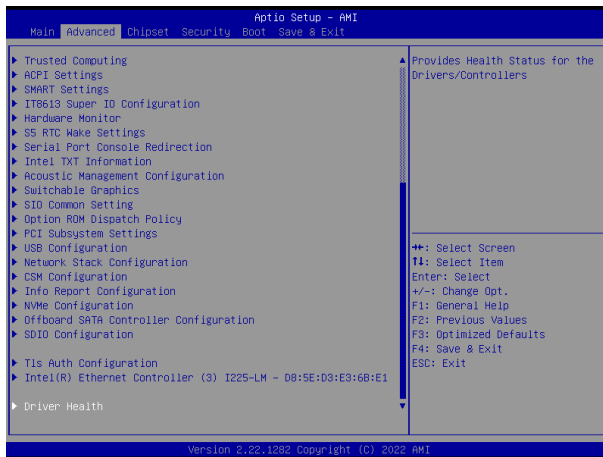 Aptio Setup - AMI
Main Advanced Chipset Security Boot Save & Exit
Trusted Computing
ACPI Settings
SMART Settings
IT8613 Super IO Configuration
Hardware Monitor
S5 RTC Wake Settings
Serial Port Console Redirection
Intel TXT Information
Acoustic Management Configuration
Switchable Graphics
SIO Common Setting
Option ROM Dispatch Policy
PCI Subsystem Settings
USB Configuration
Network Stack Configuration
CSM Configuration
Info Report Configuration
NVMe Configuration
Offboard SATA Controller Configuration
SDIO Configuration
Tls Auth Configuration
Intel(R) Ethernet Controller (3) I225-LM - D8:5E:D3:E3:6B:E1
Driver Health
Provides Health Status for the
Drivers/Controllers
→←: Select Screen
↑↓: Select Item
Enter: Select
+/-: Change Opt.
F1: General Help
F2: Previous Values
F3: Optimized Defaults
F4: Save & Exit
ESC: Exit
Version 2.22.1282 Copyright (C) 2022 AMI